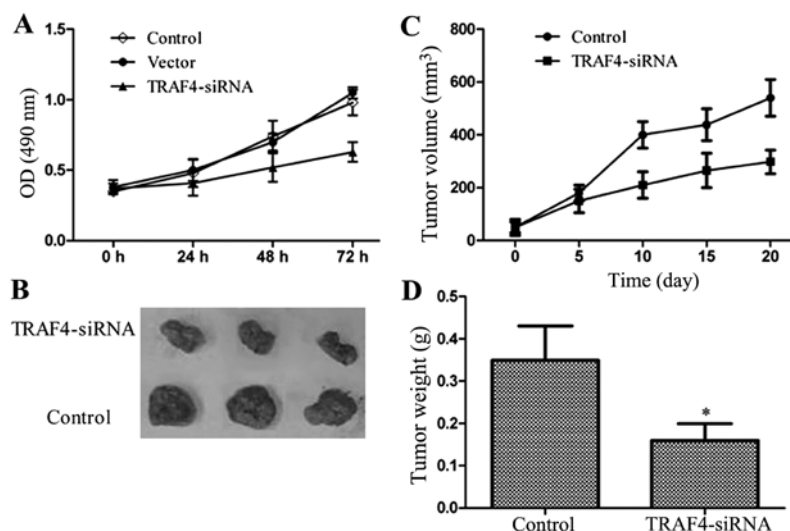 A
1.5
1.0
0.5
0.0
OD (490 nm)
Control
Vector
TRAF4-siRNA
0 h
24 h
48 h
72 h
B
TRAF4-siRNA
Control
C
800
600
400
200
0
Tumor volume (mm³)
Control
TRAF4-siRNA
0
5
10
15
20
Time (day)
D
0.5
0.4
0.3
0.2
0.1
0.0
Tumor weight (g)
*
Control
TRAF4-siRNA